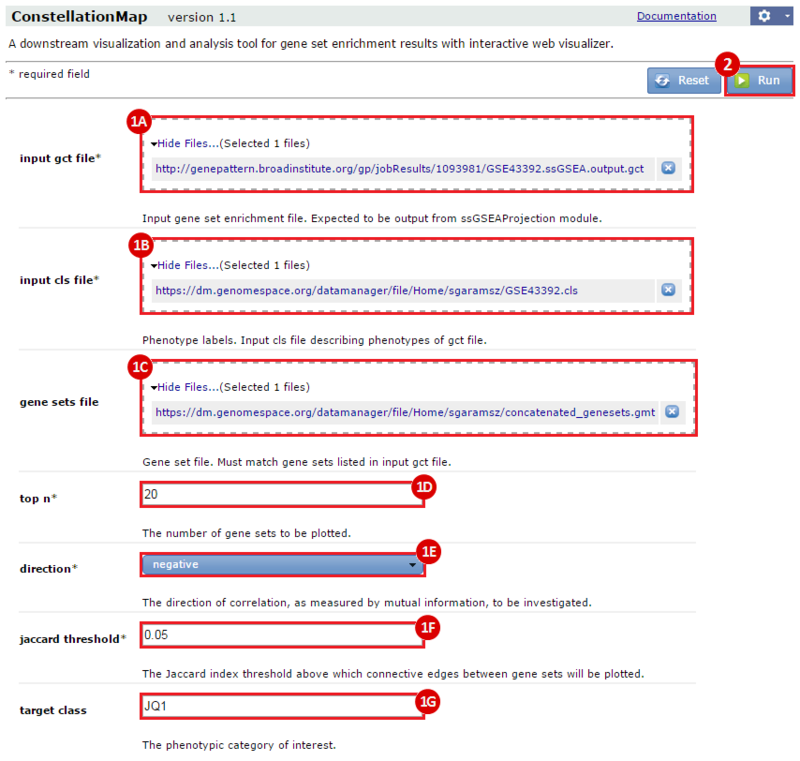 ConstellationMap version 1.1 Documentation
A downstream visualization and analysis tool for gene set enrichment results with interactive web visualizer.
* required field
2
Reset Run
1A
Hide Files...(Selected 1 files)
input gct file*
http://genepattern.broadinstitute.org/gp/jobResults/1093981/GSE43392.ssGSEA.output.gct
Input gene set enrichment file. Expected to be output from ssGSEAProjection module.
1B
Hide Files...(Selected 1 files)
input cls file*
https://dm.genomespace.org/datamanager/file/Home/sgaramsz/GSE43392.cls
Phenotype labels. Input cls file describing phenotypes of gct file.
1C
Hide Files...(Selected 1 files)
gene sets file
https://dm.genomespace.org/datamanager/file/Home/sgaramsz/concatenated_genesets.gmt
Gene set file. Must match gene sets listed in input gct file.
top n* 20 1D
The number of gene sets to be plotted.
direction* negative 1E
The direction of correlation, as measured by mutual information, to be investigated.
jaccard threshold* 0.05 1F
The Jaccard index threshold above which connective edges between gene sets will be plotted.
target class JQ1 1G
The phenotypic category of interest.